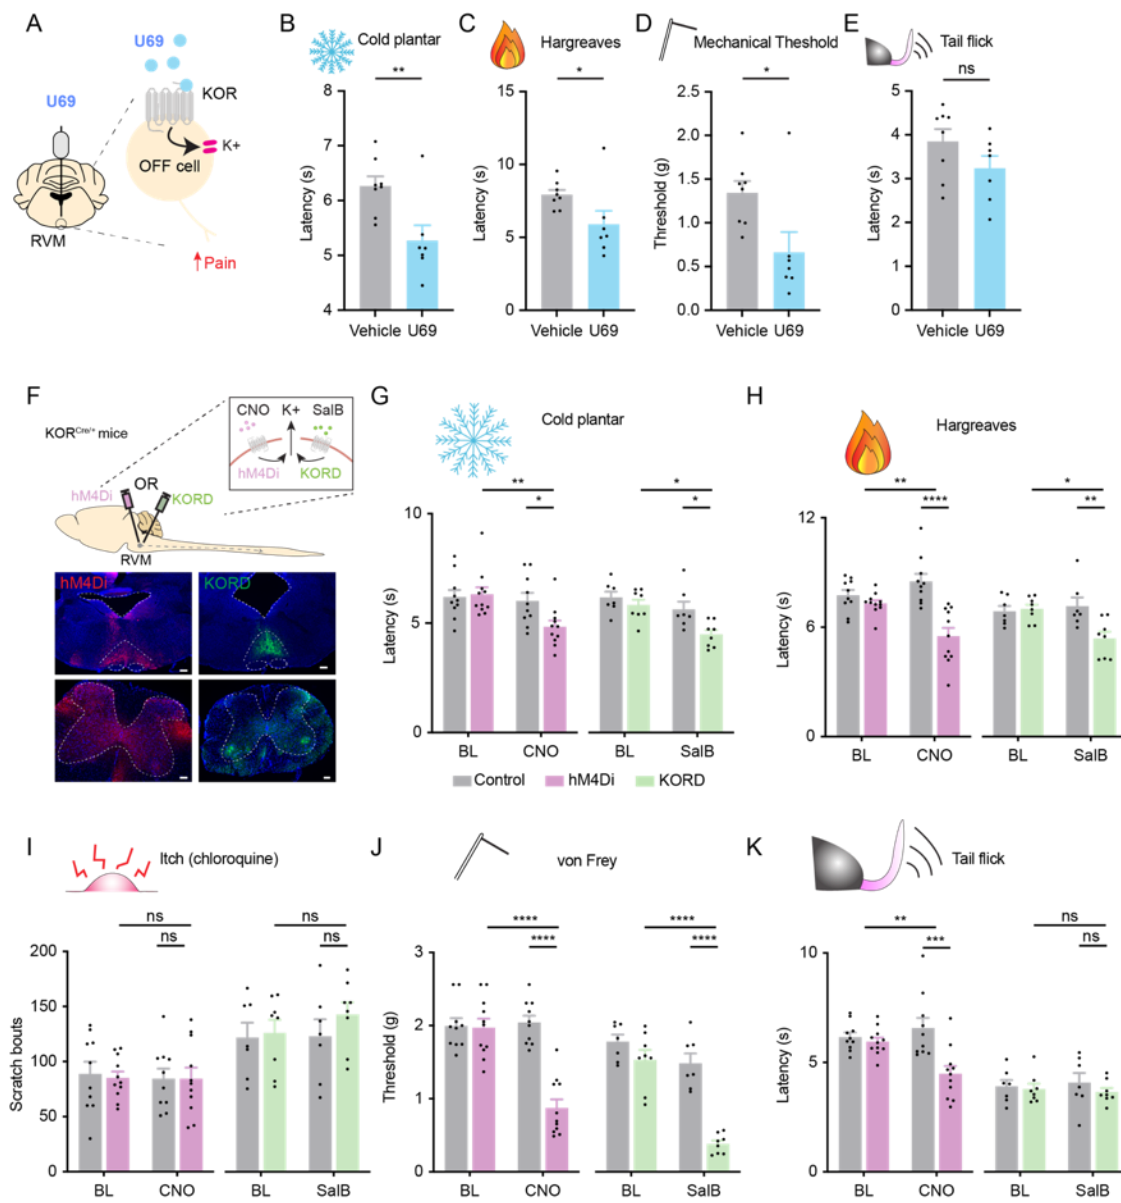 A
U69
U69
KOR
K+
OFF cell
RVM
Pain
B
Cold plantar
**
Latency (s)
8
7
6
5
4
Vehicle U69
C
Hargreaves
*
Latency (s)
15
10
5
0
Vehicle U69
D
Mechanical Theshold
*
Threshold (g)
2.5
2.0
1.5
1.0
0.5
0.0
Vehicle U69
E
Tail flick
ns
Latency (s)
5
4
3
2
1
0
Vehicle U69
F
KORCre/+ mice
CNO K+ SalB
hM4Di KORD
hM4Di OR KORD
RVM
hM4Di
KORD
G
Cold plantar
** *
* *
Latency (s)
10
5
0
BL CNO BL SalB
Control hM4Di KORD
H
Hargreaves
** *
**** **
Latency (s)
12
6
0
BL CNO BL SalB
I
Itch (chloroquine)
ns ns
ns ns
Scratch bouts
200
150
100
50
0
BL CNO BL SalB
J
von Frey
**** ****
**** ****
Threshold (g)
3
2
1
0
BL CNO BL SalB
K
Tail flick
** ns
*** ns
Latency (s)
10
5
0
BL CNO BL SalB